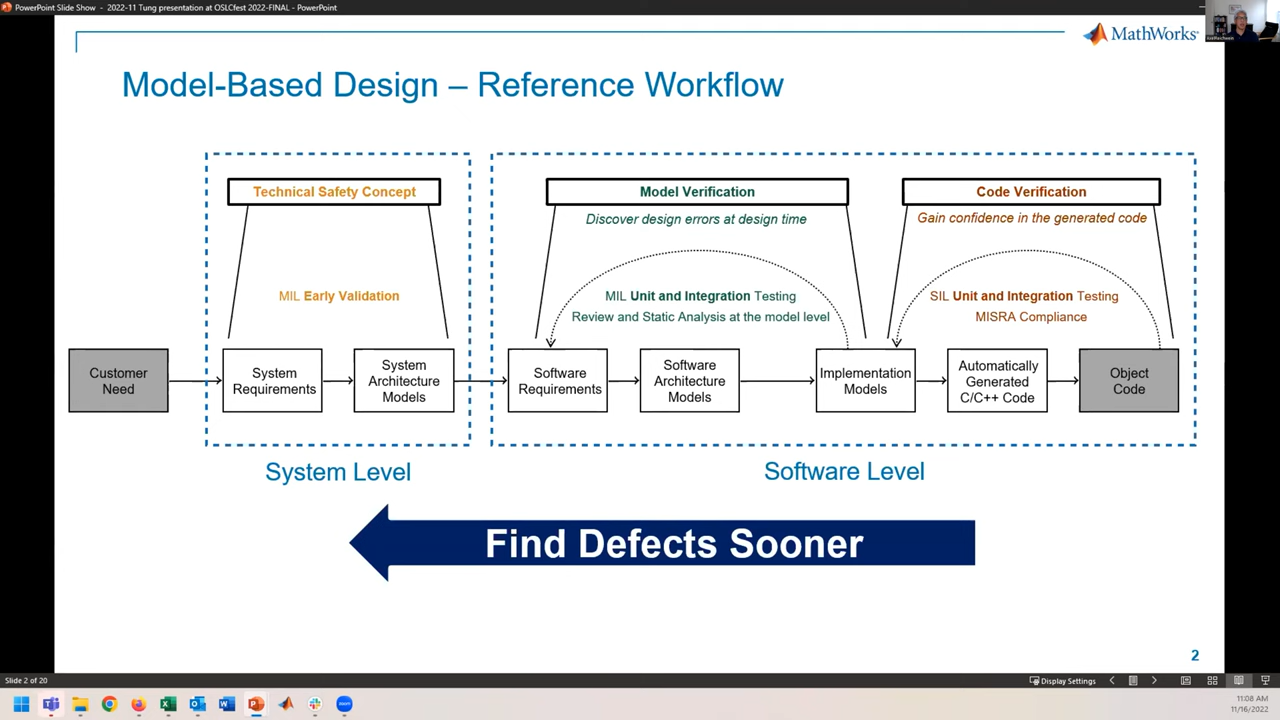 PowerPoint Slide Show - 2022-11 Tung presentation at OSLCfest 2022-FINAL - PowerPoint
MathWorks
Model-Based Design – Reference Workflow
Technical Safety Concept
MIL Early Validation
Model Verification
Discover design errors at design time
MIL Unit and Integration Testing
Review and Static Analysis at the model level
Code Verification
Gain confidence in the generated code
SIL Unit and Integration Testing
MISRA Compliance
Customer
Need
System
Requirements
System
Architecture
Models
Software
Requirements
Software
Architecture
Models
Implementation
Models
Automatically
Generated
C/C++ Code
Object
Code
System Level
Software Level
Find Defects Sooner
2
Slide 2 of 20
Display Settings
11:08 AM
11/16/2022